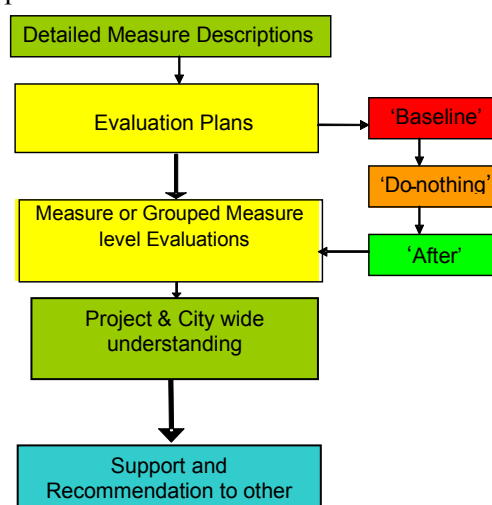 Detailed Measure Descriptions
Evaluation Plans
'Baseline'
'Do-nothing'
Measure or Grouped Measure
level Evaluations
'After'
Project & City wide
understanding
Support and
Recommendation to other